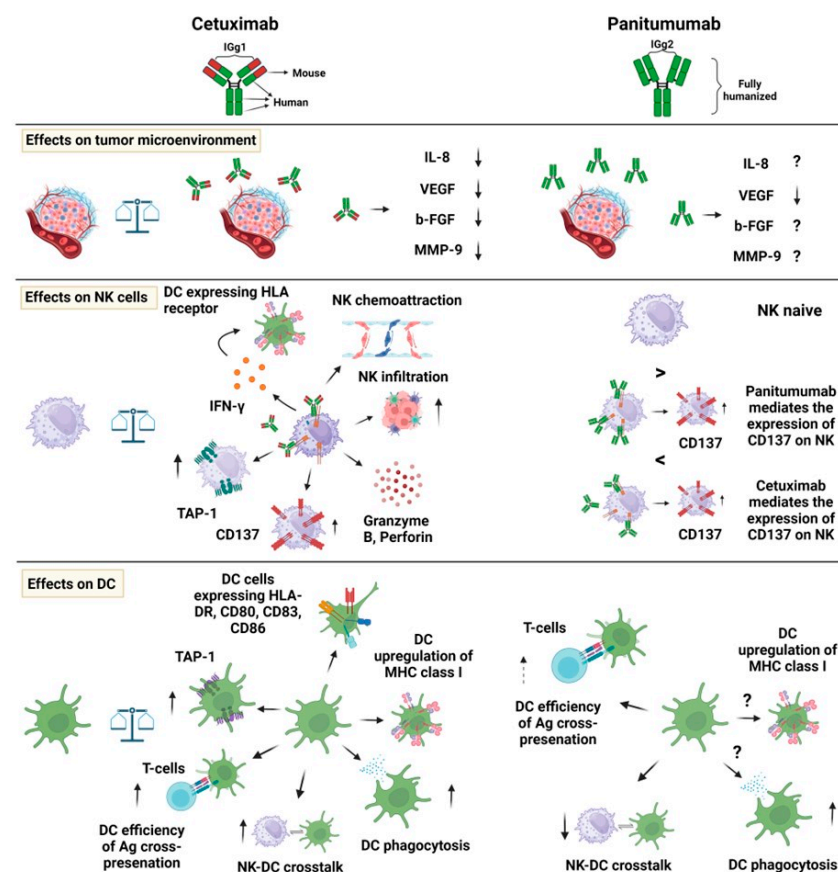 Cetuximab
IGg1
Mouse
Human
Panitumumab
IGg2
Fully
humanized
Effects on tumor microenvironment
IL-8
VEGF
b-FGF
MMP-9
IL-8 ?
VEGF
b-FGF ?
MMP-9 ?
Effects on NK cells
DC expressing HLA
receptor
IFN-γ
TAP-1
CD137
NK chemoattraction
NK infiltration
Granzyme
B, Perforin
NK naive
>
CD137
Panitumumab
mediates the
expression of
CD137 on NK
<
CD137
Cetuximab
mediates the
expression of
CD137 on NK
Effects on DC
DC cells
expressing HLA-
DR, CD80, CD83,
CD86
TAP-1
DC
upregulation of
MHC class I
T-cells
DC efficiency
of Ag cross-
presenation
NK-DC crosstalk
DC phagocytosis
T-cells
DC efficiency
of Ag cross-
presenation
DC
upregulation of
MHC class I
?
?
NK-DC crosstalk
DC phagocytosis